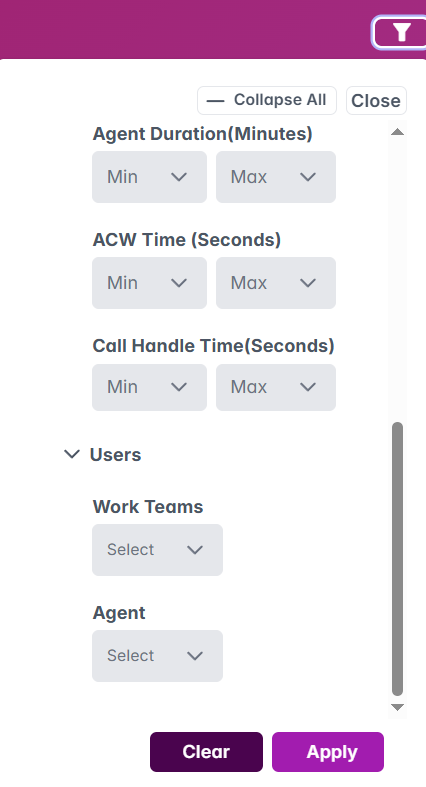 Collapse All Close
Agent Duration(Minutes)
Min Max
ACW Time (Seconds)
Min Max
Call Handle Time(Seconds)
Min Max
Users
Work Teams
Select
Agent
Select
Clear Apply